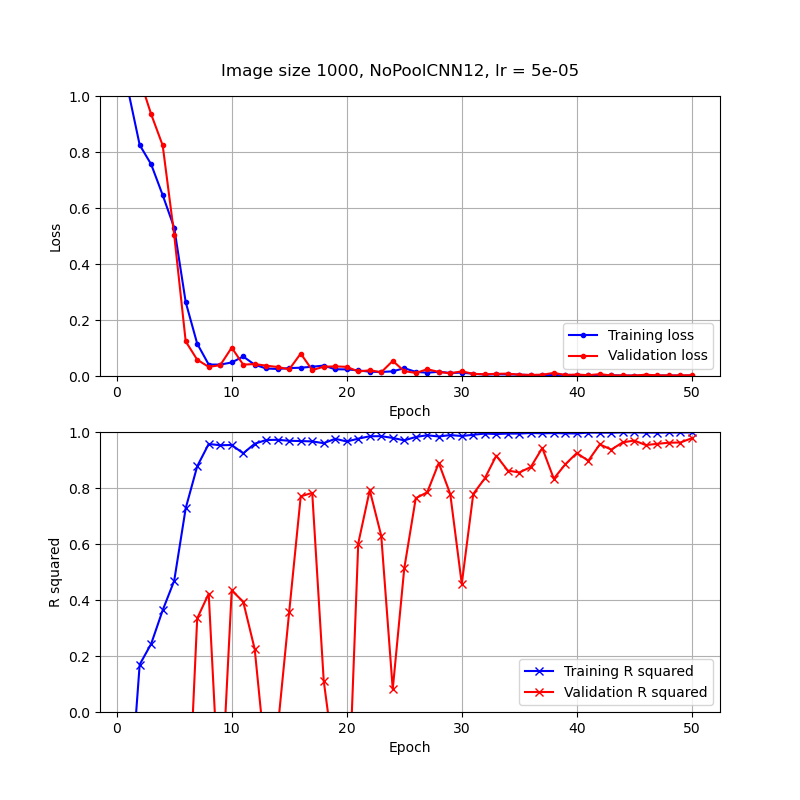 Image size 1000, NoPoolCNN12, lr = 5e-05
1.0
0.8
0.6
0.4
0.2
0.0
Loss
Training loss
Validation loss
0 10 20 30 40 50
Epoch
1.0
0.8
0.6
0.4
0.2
0.0
R squared
Training R squared
Validation R squared
0 10 20 30 40 50
Epoch